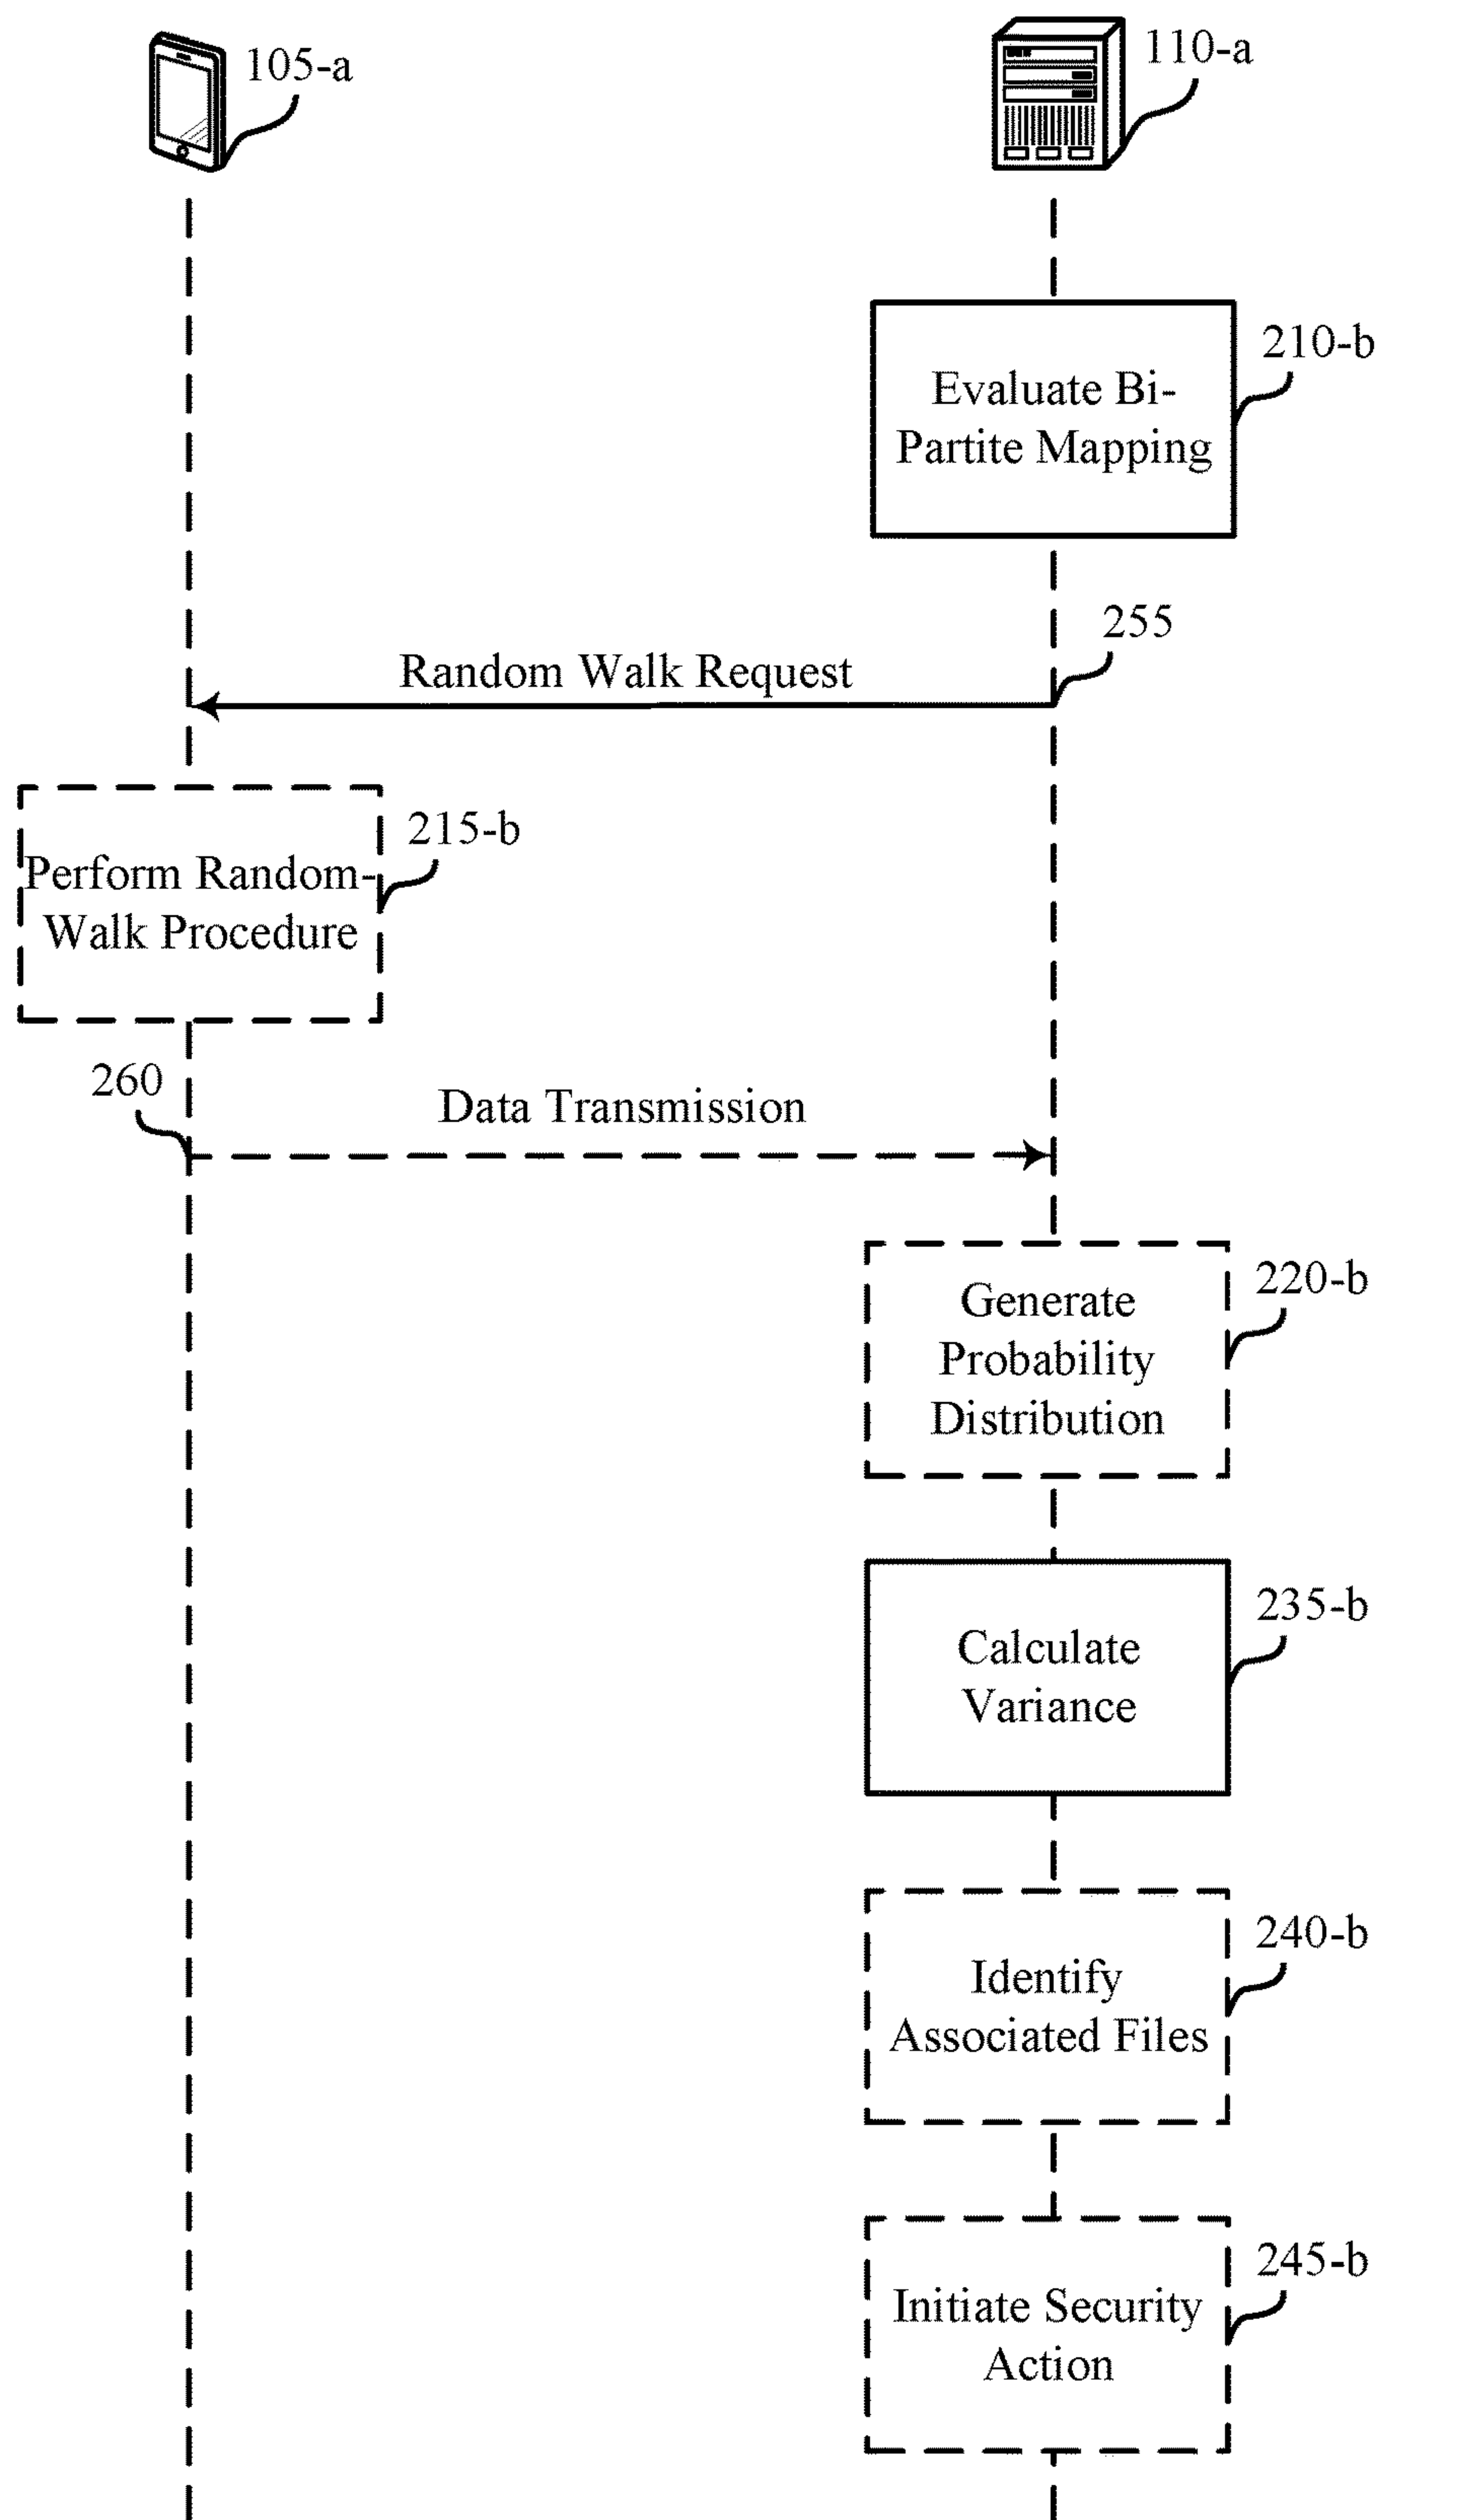 105-a
110-a
210-b
Evaluate Bi-
Partite Mapping
255
Random Walk Request
215-b
Perform Random-
Walk Procedure
260
Data Transmission
220-b
Generate
Probability
Distribution
235-b
Calculate
Variance
240-b
Identify
Associated Files
245-b
Initiate Security
Action